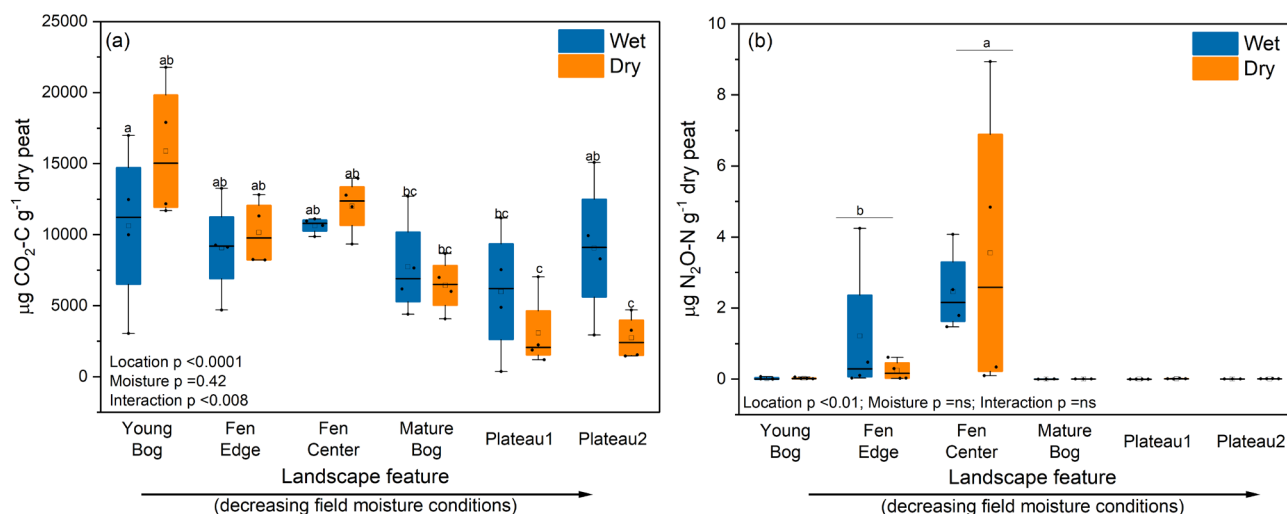 (a)
Wet
Dry
25000
20000
15000
10000
5000
0
µg CO₂-C g⁻¹ dry peat
a
ab
ab
ab
ab
ab
bc
bc
bc
c
ab
c
Location p <0.0001
Moisture p =0.42
Interaction p <0.008
Young
Bog
Fen
Edge
Fen
Center
Mature
Bog
Plateau1
Plateau2
Landscape feature
(decreasing field moisture conditions)
(b)
Wet
Dry
10
8
6
4
2
0
µg N₂O-N g⁻¹ dry peat
b
a
Location p <0.01; Moisture p =ns; Interaction p =ns
Young
Bog
Fen
Edge
Fen
Center
Mature
Bog
Plateau1
Plateau2
Landscape feature
(decreasing field moisture conditions)